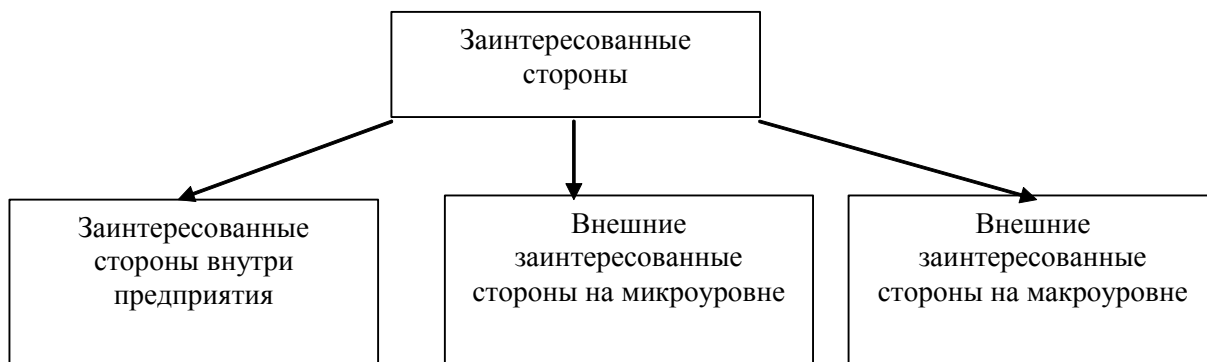 Заинтересованные
стороны
Заинтересованные
стороны внутри
предприятия
Внешние
заинтересованные
стороны на микроуровне
Внешние
заинтересованные
стороны на макроуровне